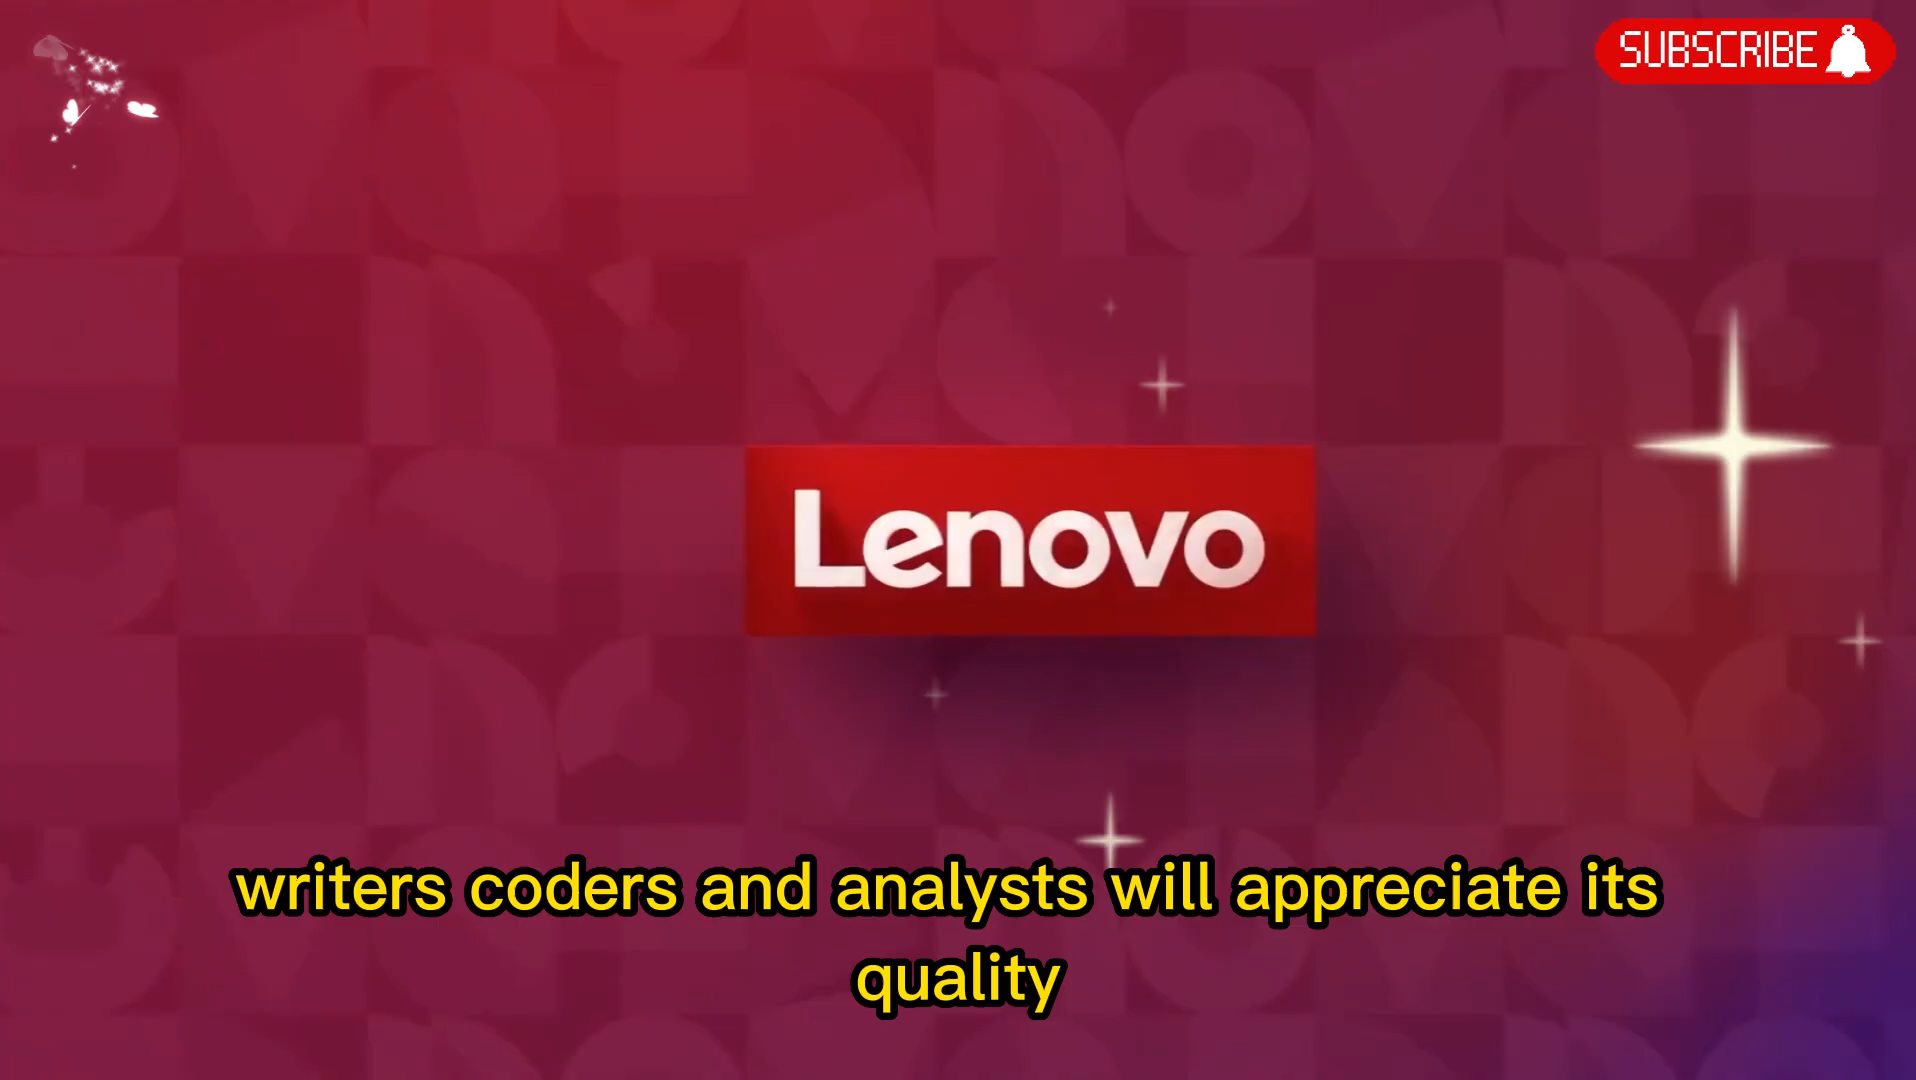 SUBSCRIBE
Lenovo
writers coders and analysts will appreciate its
quality